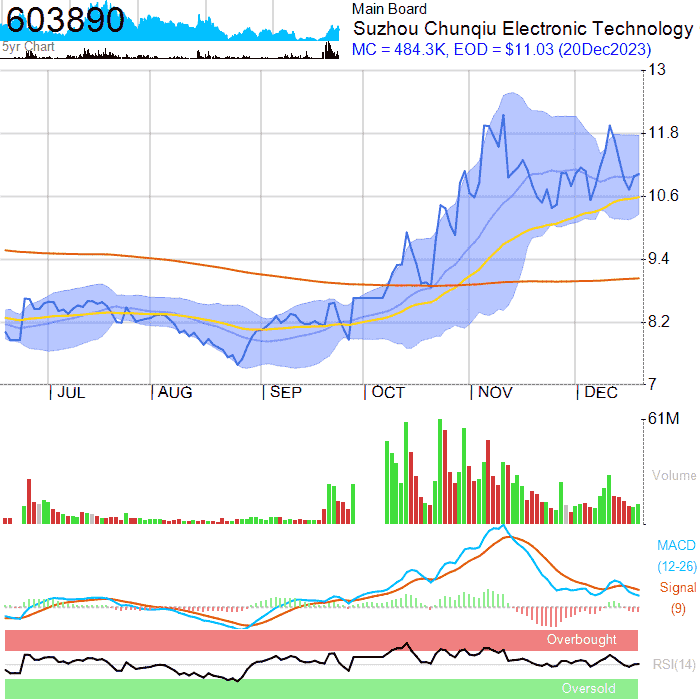 603890
5yr Chart
Main Board
Suzhou Chunqiu Electronic Technology
MC = 484.3K, EOD = $11.03 (20Dec2023)
13
11.8
10.6
9.4
8.2
7
JUL
AUG
SEP
OCT
NOV
DEC
61M
Volume
MACD
(12-26)
Signal
(9)
Overbought
RSI(14)
Oversold